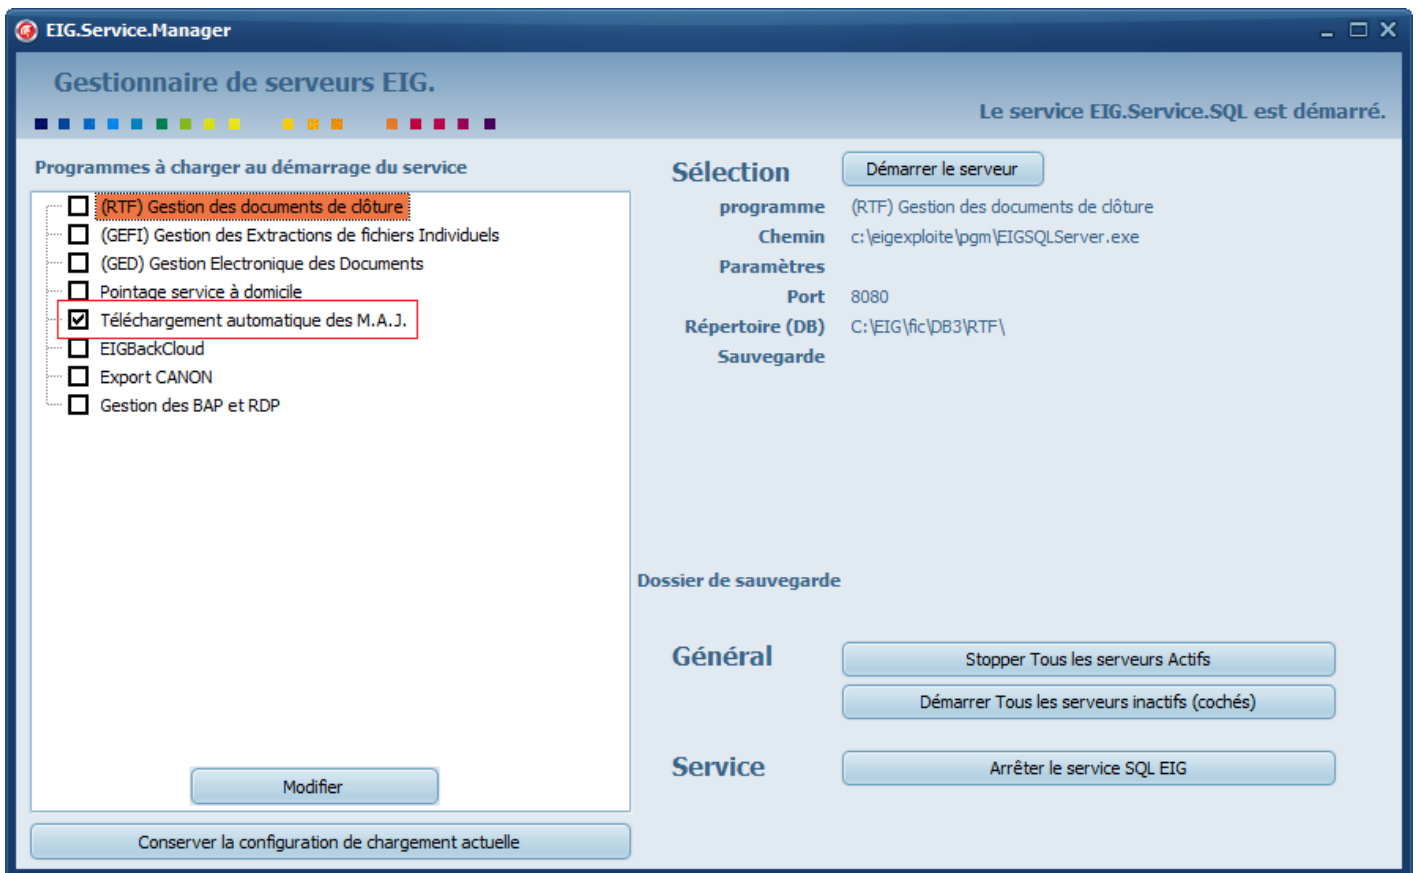 EIG.Service.Manager
Gestionnaire de serveurs EIG.
Le service EIG.Service.SQL est démarré.
Programmes à charger au démarrage du service
(RTF) Gestion des documents de clôture
(GEFI) Gestion des Extractions de fichiers Individuels
(GED) Gestion Electronique des Documents
Pointage service à domicile
Téléchargement automatique des M.A.J.
EIGBackCloud
Export CANON
Gestion des BAP et RDP
Modifier
Conserver la configuration de chargement actuelle
Sélection Démarrer le serveur
programme (RTF) Gestion des documents de clôture
Chemin c:\eigexploite\pgm\EIGSQLServer.exe
Paramètres
Port 8080
Répertoire (DB) C:\EIG\fic\DB3\RTF\
Sauvegarde
Dossier de sauvegarde
Général Stopper Tous les serveurs Actifs
Démarrer Tous les serveurs inactifs (cochés)
Service Arrêter le service SQL EIG